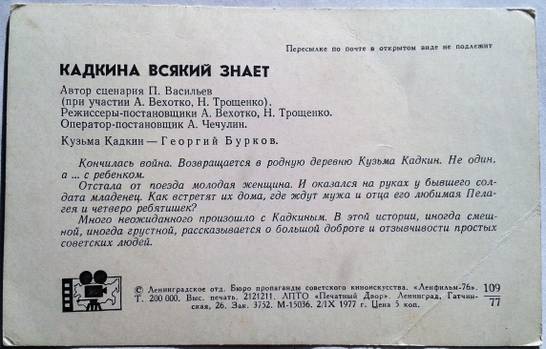 Пересылке по почте в открытом виде не подлежит
КАДКИНА ВСЯКИЙ ЗНАЕТ
Автор сценария П. Васильев
(при участии А. Вехотко, Н. Трощенко).
Режиссеры-постановщики А. Вехотко, Н. Трощенко.
Оператор-постановщик А. Чечулин.
Кузьма Кадкин — Георгий Бурков.
Кончилась война. Возвращается в родную деревню Кузьма Кадкин. Не один,
а ... с ребенком.
Отстала от поезда молодая женщина. И оказался на руках у бывшего сол-
дата младенец. Как встретят их дома, где ждут мужа и отца его любимая Пела-
гея и четверо ребятишек?
Много неожиданного произошло с Кадкиным. В этой истории, иногда смеш-
ной, иногда грустной, рассказывается о большой доброте и отзывчивости простых
советских людей.
© Ленинградское отд. Бюро пропаганды советского киноискусства. «Ленфильм-76». 109
Т. 200 000. Выс. печать. 2121211. ЛПТО «Печатный Двор». Ленинград, Гатчин- 77
ская, 26. Зак. 3752. М-15036. 2/IX 1977 г. Цена 5 коп.